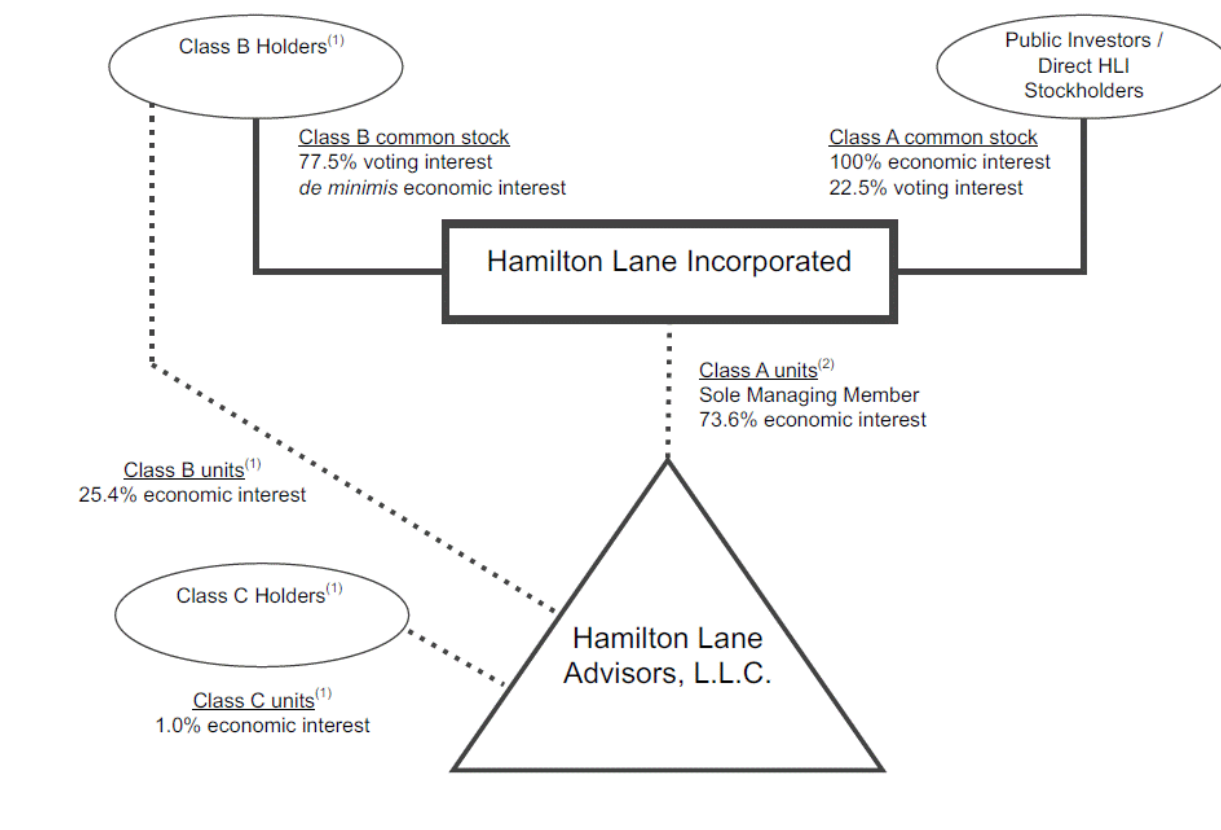 Class B Holders(1)
Public Investors /
Direct HLI
Stockholders
Class B common stock
77.5% voting interest
de minimis economic interest
Class A common stock
100% economic interest
22.5% voting interest
Hamilton Lane Incorporated
Class A units(2)
Sole Managing Member
73.6% economic interest
Class B units(1)
25.4% economic interest
Class C Holders(1)
Class C units(1)
1.0% economic interest
Hamilton Lane
Advisors, L.L.C.